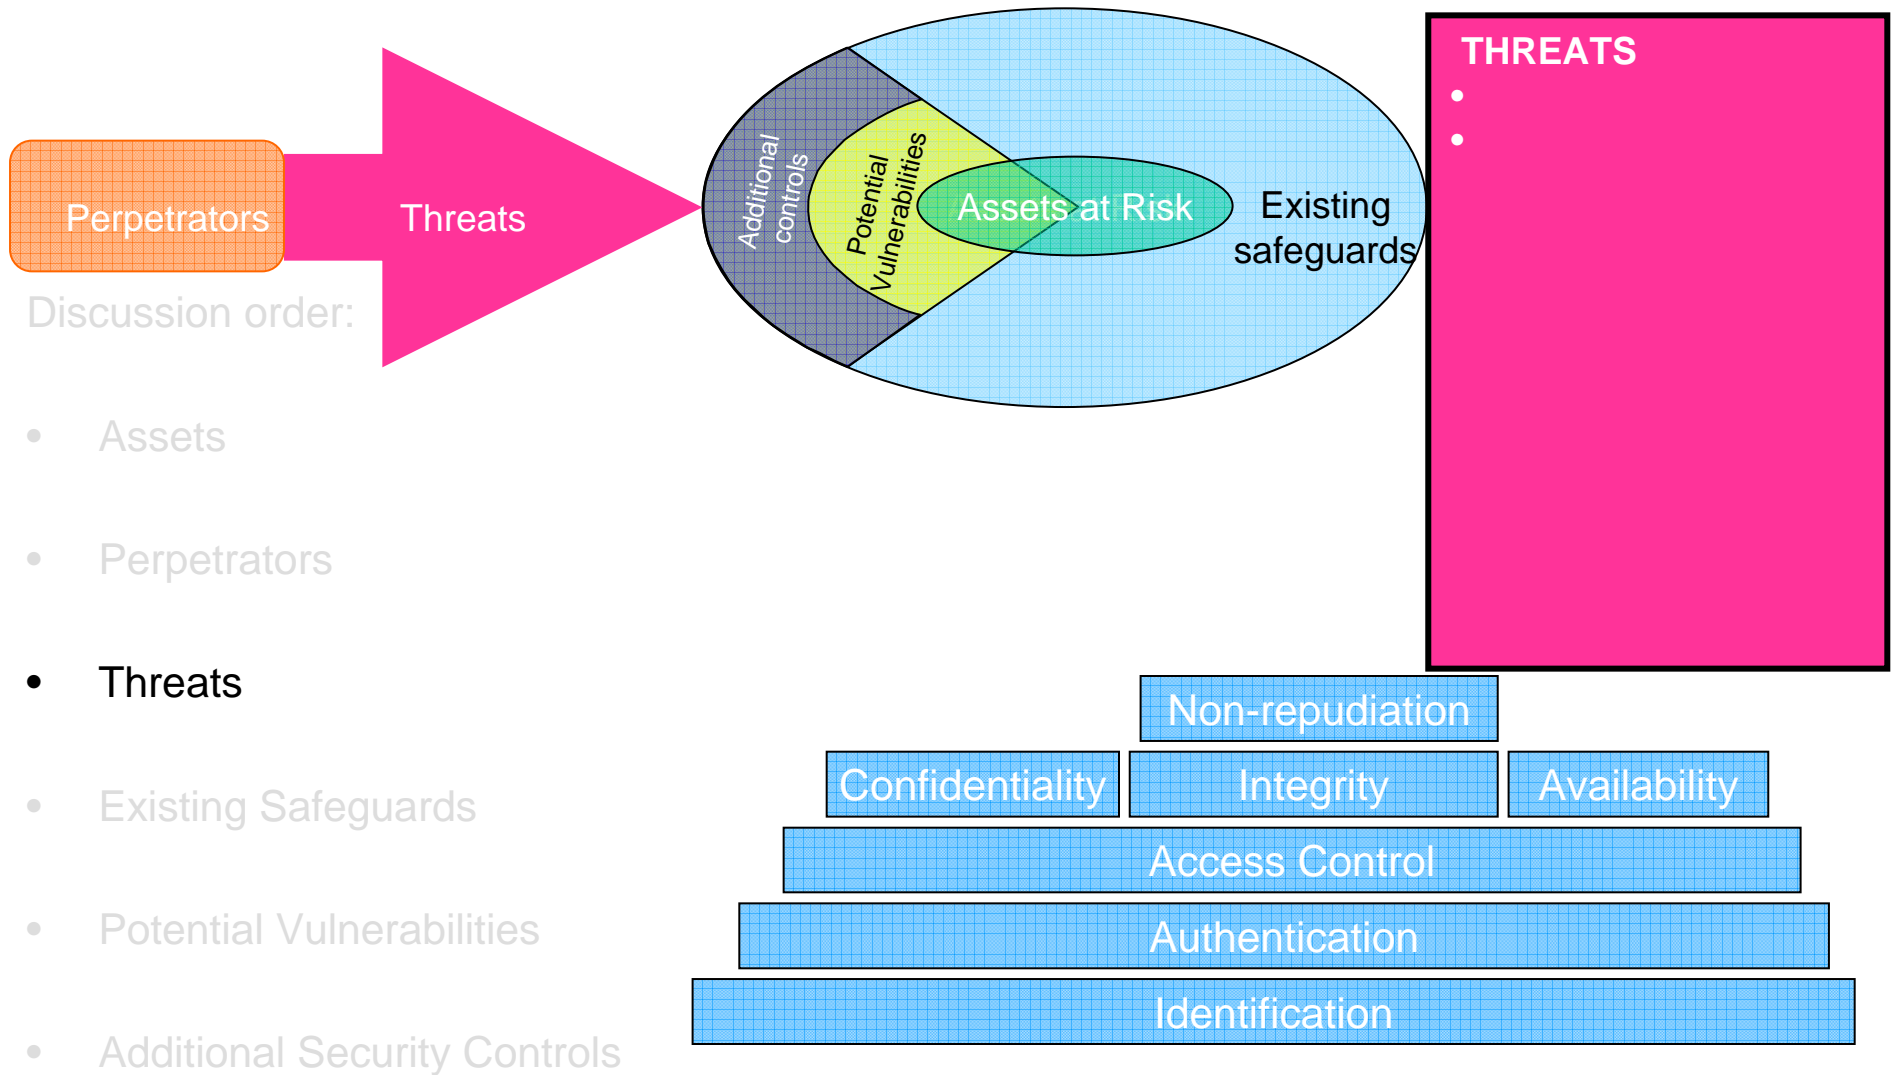 Perpetrators
Threats
Additional
controls
Potential
Vulnerabilities
Assets at Risk
Existing
safeguards
THREATS
•
•
Discussion order:
• Assets
• Perpetrators
• Threats
• Existing Safeguards
• Potential Vulnerabilities
• Additional Security Controls
Non-repudiation
Confidentiality
Integrity
Availability
Access Control
Authentication
Identification